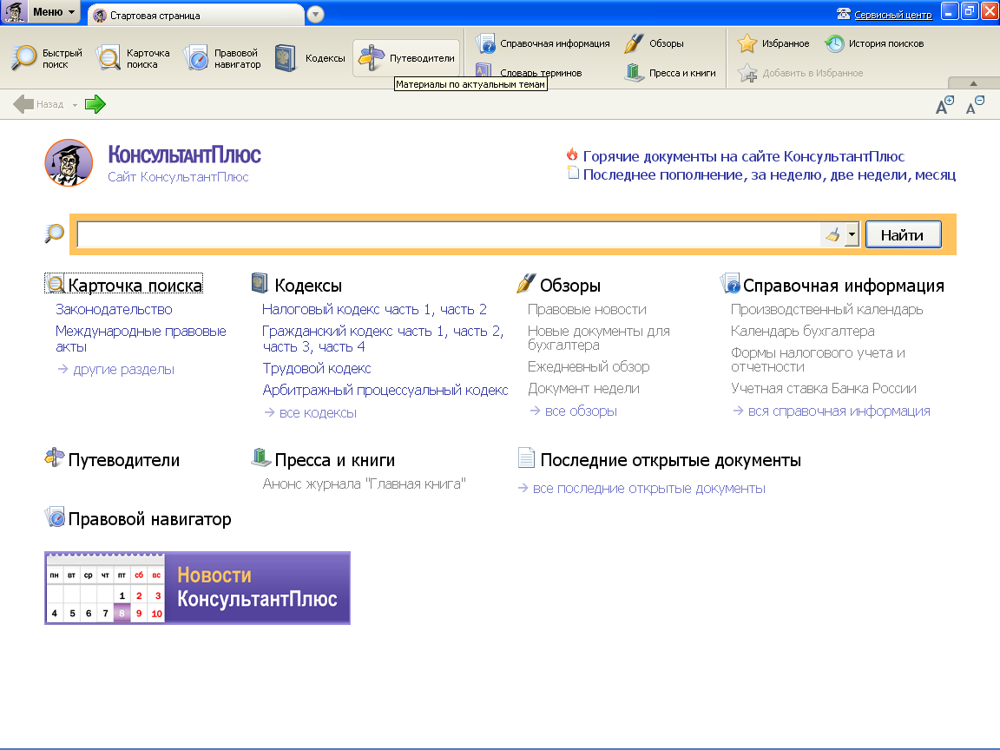 Меню
Стартовая страница
Сервисный центр
Быстрый
поиск
Карточка
поиска
Правовой
навигатор
Кодексы
Путеводители
Справочная информация
Словарь терминов
Обзоры
Пресса и книги
Избранное
История поисков
Добавить в Избранное
Материалы по актуальным темам
Назад
A
A
КонсультантПлюс
Сайт КонсультантПлюс
Горячие документы на сайте КонсультантПлюс
Последнее пополнение, за неделю, две недели, месяц
Найти
Карточка поиска
Законодательство
Международные правовые
акты
другие разделы
Кодексы
Налоговый кодекс часть 1, часть 2
Гражданский кодекс часть 1, часть 2,
часть 3, часть 4
Трудовой кодекс
Арбитражный процессуальный кодекс
все кодексы
Обзоры
Правовые новости
Новые документы для
бухгалтера
Ежедневный обзор
Документ недели
все обзоры
Справочная информация
Производственный календарь
Календарь бухгалтера
Формы налогового учета и
отчетности
Учетная ставка Банка России
вся справочная информация
Путеводители
Пресса и книги
Анонс журнала "Главная книга"
Последние открытые документы
все последние открытые документы
Правовой навигатор
пн вт ср чт пт сб вс
1 2 3
4 5 6 7 8 9 10
Новости
КонсультантПлюс